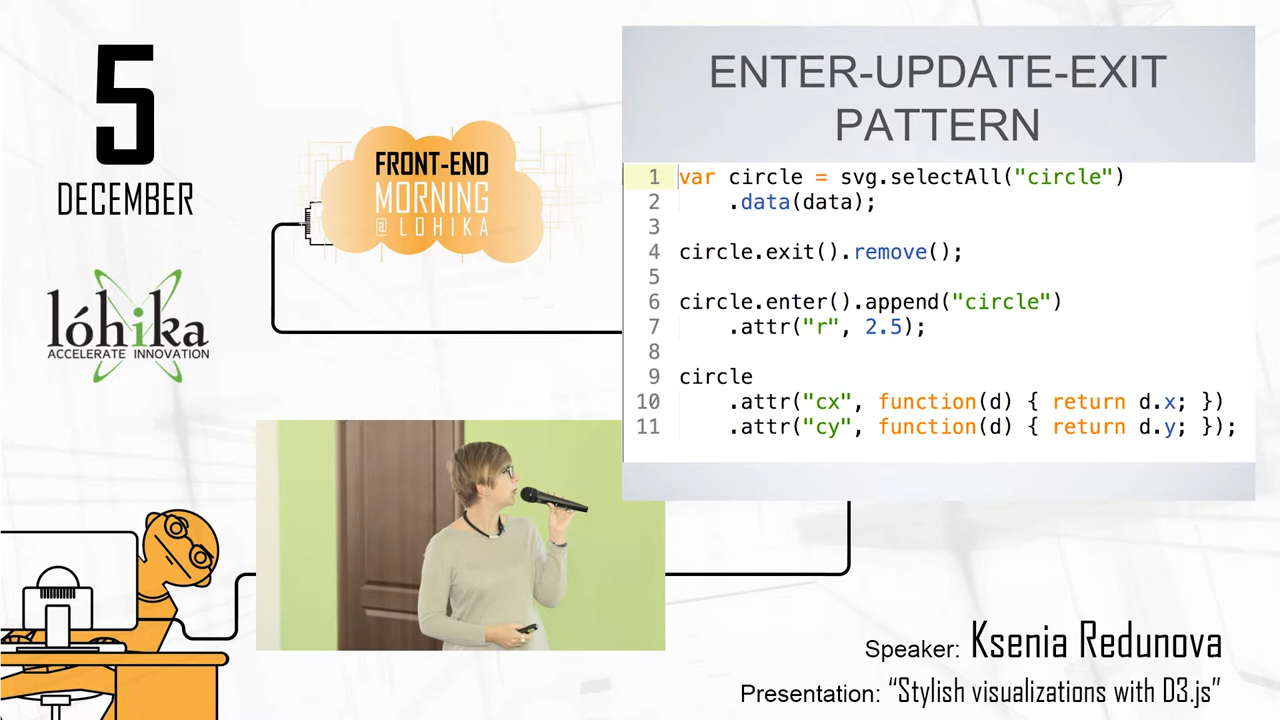 5
DECEMBER
lóhika
ACCELERATE INNOVATION
FRONT-END
MORNING
@ LOHIKA
ENTER-UPDATE-EXIT
PATTERN
1 var circle = svg.selectAll("circle")
2 .data(data);
3
4 circle.exit().remove();
5
6 circle.enter().append("circle")
7 .attr("r", 2.5);
8
9 circle
10 .attr("cx", function(d) { return d.x; })
11 .attr("cy", function(d) { return d.y; });
Speaker: Ksenia Redunova
Presentation: “Stylish visualizations with D3.js”